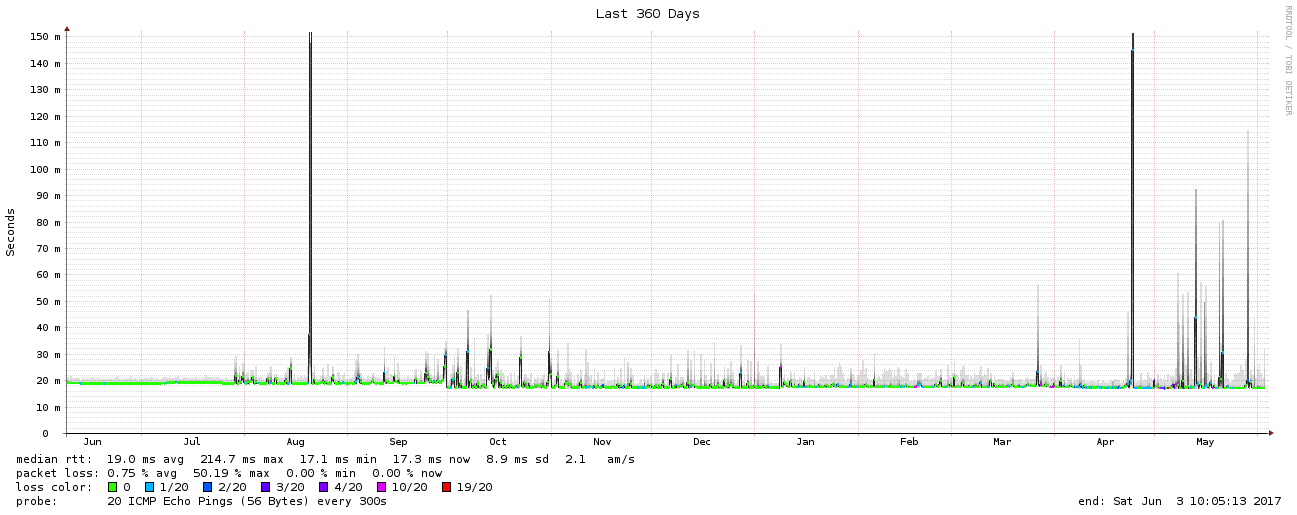 Last 360 Days
RRDTOOL / TOBI OETIKER
Seconds
150 m
140 m
130 m
120 m
110 m
100 m
90 m
80 m
70 m
60 m
50 m
40 m
30 m
20 m
10 m
0
Jun Jul Aug Sep Oct Nov Dec Jan Feb Mar Apr May
median rtt: 19.0 ms avg 214.7 ms max 17.1 ms min 17.3 ms now 8.9 ms sd 2.1 am/s
packet loss: 0.75 % avg 50.19 % max 0.00 % min 0.00 % now
loss color: 0 1/20 2/20 3/20 4/20 10/20 19/20
probe: 20 ICMP Echo Pings (56 Bytes) every 300s
end: Sat Jun 3 10:05:13 2017